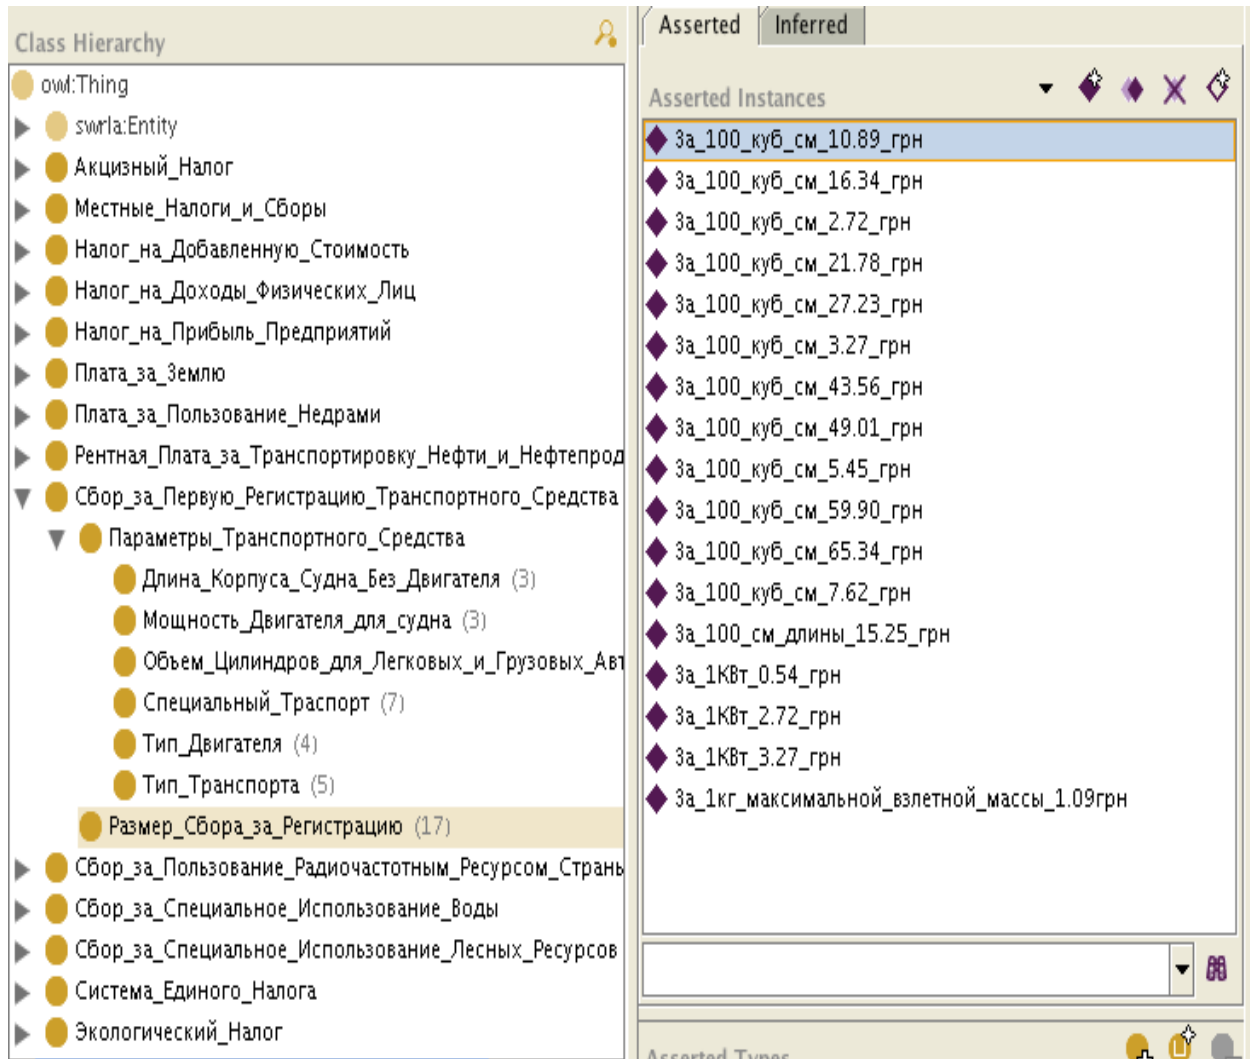 Class Hierarchy
owl:Thing
swrla:Entity
Акцизный_Налог
Местные_Налоги_и_Сборы
Налог_на_Добавленную_Стоимость
Налог_на_Доходы_Физических_Лиц
Налог_на_Прибыль_Предприятий
Плата_за_Землю
Плата_за_Пользование_Недрами
Рентная_Плата_за_Транспортировку_Нефти_и_Нефтепрод
Сбор_за_Первую_Регистрацию_Транспортного_Средства
Параметры_Транспортного_Средства
Длина_Корпуса_Судна_Без_Двигателя (3)
Мощность_Двигателя_для_судна (3)
Объем_Цилиндров_для_Легковых_и_Грузовых_Авт
Специальный_Траспорт (7)
Тип_Двигателя (4)
Тип_Транспорта (5)
Размер_Сбора_за_Регистрацию (17)
Сбор_за_Пользование_Радиочастотным_Ресурсом_Страны
Сбор_за_Специальное_Использование_Воды
Сбор_за_Специальное_Использование_Лесных_Ресурсов
Система_Единого_Налога
Экологический_Налог
Asserted Inferred
Asserted Instances
За_100_куб_см_10.89_грн
За_100_куб_см_16.34_грн
За_100_куб_см_2.72_грн
За_100_куб_см_21.78_грн
За_100_куб_см_27.23_грн
За_100_куб_см_3.27_грн
За_100_куб_см_43.56_грн
За_100_куб_см_49.01_грн
За_100_куб_см_5.45_грн
За_100_куб_см_59.90_грн
За_100_куб_см_65.34_грн
За_100_куб_см_7.62_грн
За_100_см_длины_15.25_грн
За_1КВт_0.54_грн
За_1КВт_2.72_грн
За_1КВт_3.27_грн
За_1кг_максимальной_взлетной_массы_1.09грн
Asserted Types